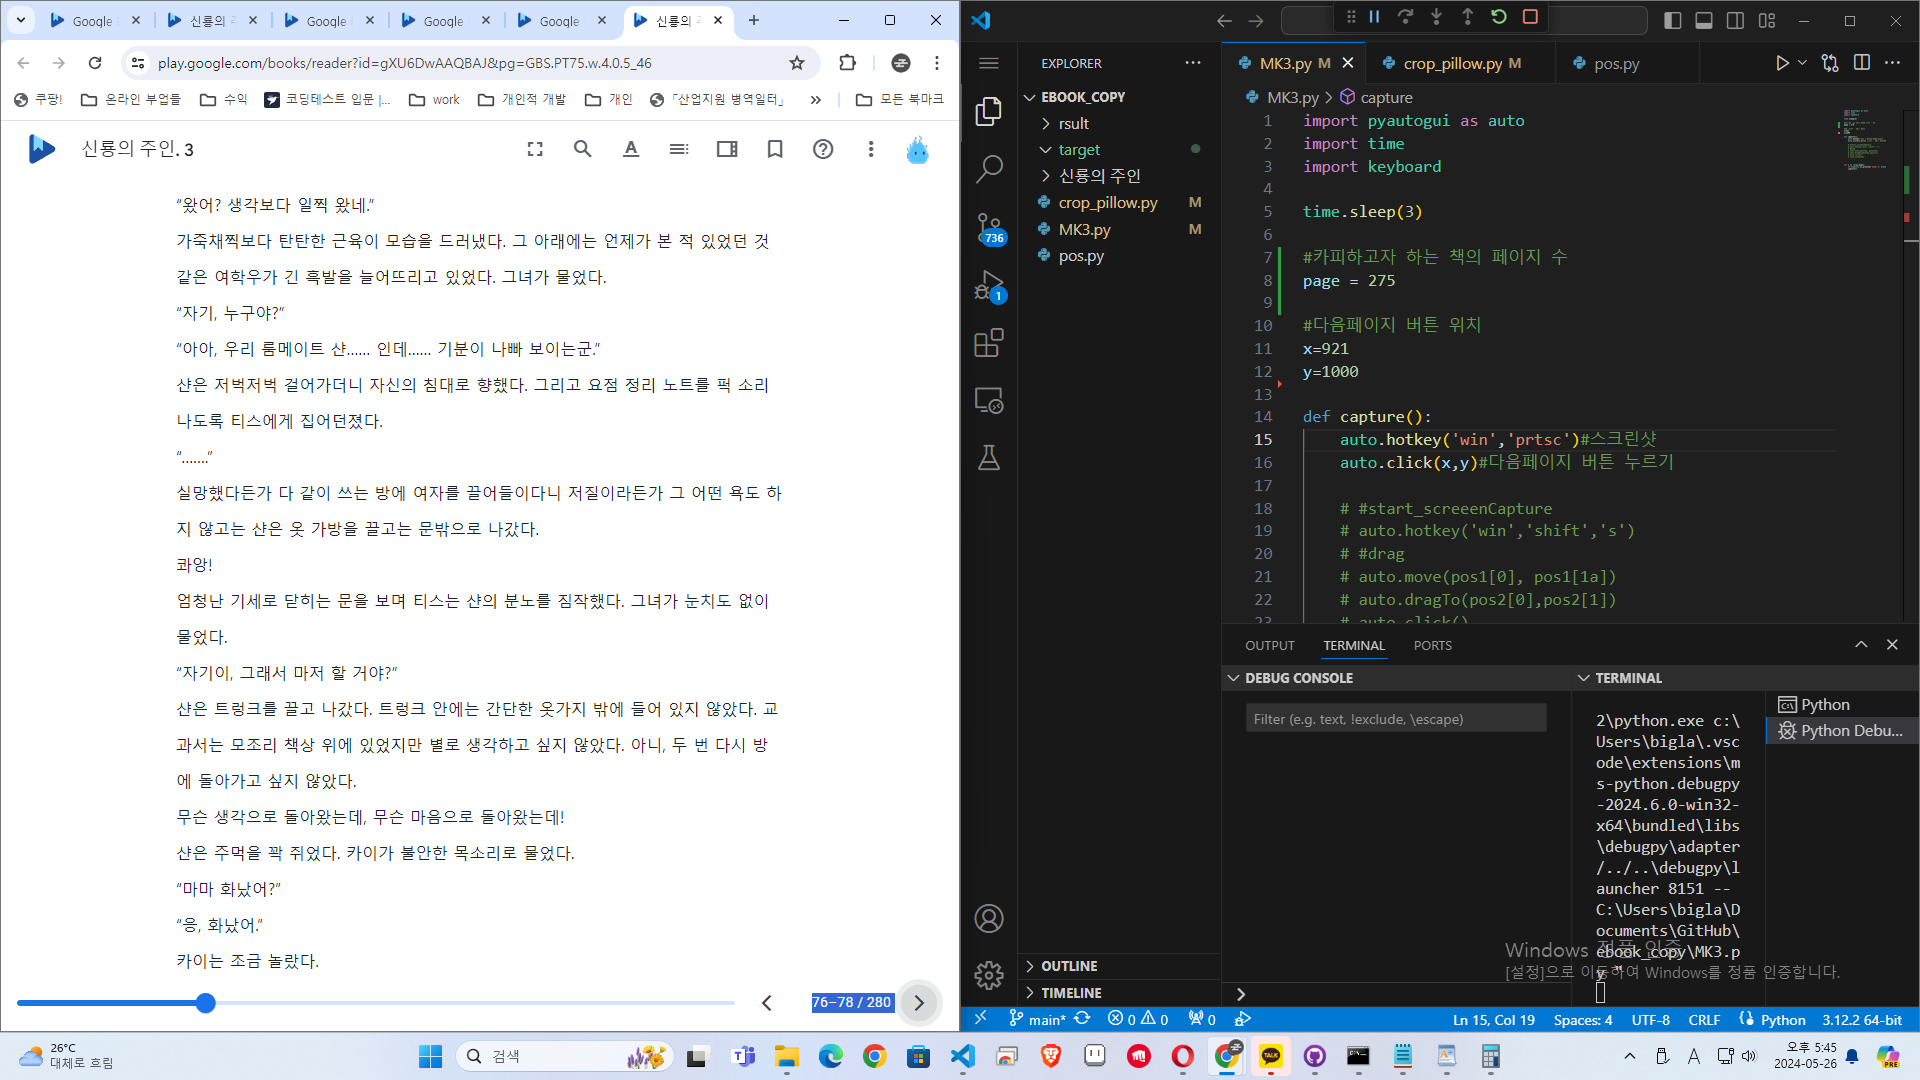 Google
신룡의 주
Google
Google
Google
신룡의 주
play.google.com/books/reader?id=gXU6DwAAQBAJ&pg=GBS.PT75.w.4.0.5_46
쿠팡!
온라인 부업들
수익
코딩테스트 입문 |...
work
개인적 개발
개인
「산업지원 병역일터」
»
모든 북마크
신룡의 주인. 3
“왔어? 생각보다 일찍 왔네.”
가죽채찍보다 탄탄한 근육이 모습을 드러냈다. 그 아래에는 언제가 본 적 있었던 것
같은 여학우가 긴 흑발을 늘어뜨리고 있었다. 그녀가 물었다.
“자기, 누구야?”
“아아, 우리 룸메이트 샨...... 인데...... 기분이 나빠 보이는군.”
샨은 저벅저벅 걸어가더니 자신의 침대로 향했다. 그리고 요점 정리 노트를 퍽 소리
나도록 티스에게 집어던졌다.
“.......”
실망했다든가 다 같이 쓰는 방에 여자를 끌어들이다니 저질이라든가 그 어떤 욕도 하
지 않고는 샨은 옷 가방을 끌고는 문밖으로 나갔다.
콰앙!
엄청난 기세로 닫히는 문을 보며 티스는 샨의 분노를 짐작했다. 그녀가 눈치도 없이
물었다.
“자기이, 그래서 마저 할 거야?”
샨은 트렁크를 끌고 나갔다. 트렁크 안에는 간단한 옷가지 밖에 들어 있지 않았다. 교
과서는 모조리 책상 위에 있었지만 별로 생각하고 싶지 않았다. 아니, 두 번 다시 방
에 돌아가고 싶지 않았다.
무슨 생각으로 돌아왔는데, 무슨 마음으로 돌아왔는데!
샨은 주먹을 꽉 쥐었다. 카이가 불안한 목소리로 물었다.
“마마 화났어?”
“응, 화났어.”
카이는 조금 놀랐다.
76–78 / 280
EXPLORER
EBOOK_COPY
rsult
target
신룡의 주인
crop_pillow.py M
MK3.py M
pos.py
736
1
OUTLINE
TIMELINE
MK3.py M
crop_pillow.py M
pos.py
MK3.py > capture
1 import pyautogui as auto
2 import time
3 import keyboard
4
5 time.sleep(3)
6
7 #카피하고자 하는 책의 페이지 수
8 page = 275
9
10 #다음페이지 버튼 위치
11 x=921
12 y=1000
13
14 def capture():
15 auto.hotkey('win','prtsc')#스크린샷
16 auto.click(x,y)#다음페이지 버튼 누르기
17
18 # #start_screeenCapture
19 # auto.hotkey('win','shift','s')
20 # #drag
21 # auto.move(pos1[0], pos1[1a])
22 # auto.dragTo(pos2[0],pos2[1])
23 # auto.click()
OUTPUT
TERMINAL
PORTS
DEBUG CONSOLE
Filter (e.g. text, !exclude, \escape)
TERMINAL
2\python.exe c:\
Users\bigla\.vsc
ode\extensions\m
s-python.debugpy
-2024.6.0-win32-
x64\bundled\libs
\debugpy\adapter
/../..\debugpy\l
auncher 8151 --
C:\Users\bigla\D
ocuments\GitHub\
ebook_copy\MK3.p
y
Python
Python Debu...
Windows 정품 인증
[설정]으로 이동하여 Windows를 정품 인증합니다.
main*
0 0
0
Ln 15, Col 19
Spaces: 4
UTF-8
CRLF
Python
3.12.2 64-bit
26°C
대체로 흐림
검색
TALK
A
오후 5:45
2024-05-26
PRE